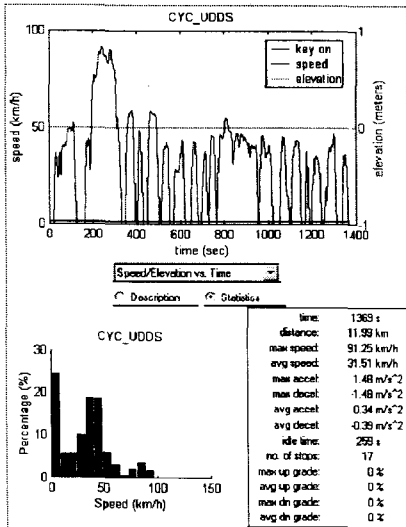 CYC_UDDS
100
50
0
speed (km/h)
key on
speed
elevation
1
0
-1
elevation (meters)
0 200 400 600 800 1000 1200 1400
time (sec)
Speed/Elevation vs. Time
Description Statistics
CYC_UDDS
30
20
10
0
Percentage (%)
0 50 100 150
Speed (km/h)
time: 1369 s
distance: 11.99 km
max speed: 91.25 km/h
avg speed: 31.51 km/h
max accel: 1.48 m/s^2
max decel: -1.48 m/s^2
avg accel: 0.34 m/s^2
avg decel: -0.39 m/s^2
idle time: 259 s
no. of stops: 17
max up grade: 0 %
avg up grade: 0 %
max dn grade: 0 %
avg dn grade: 0 %